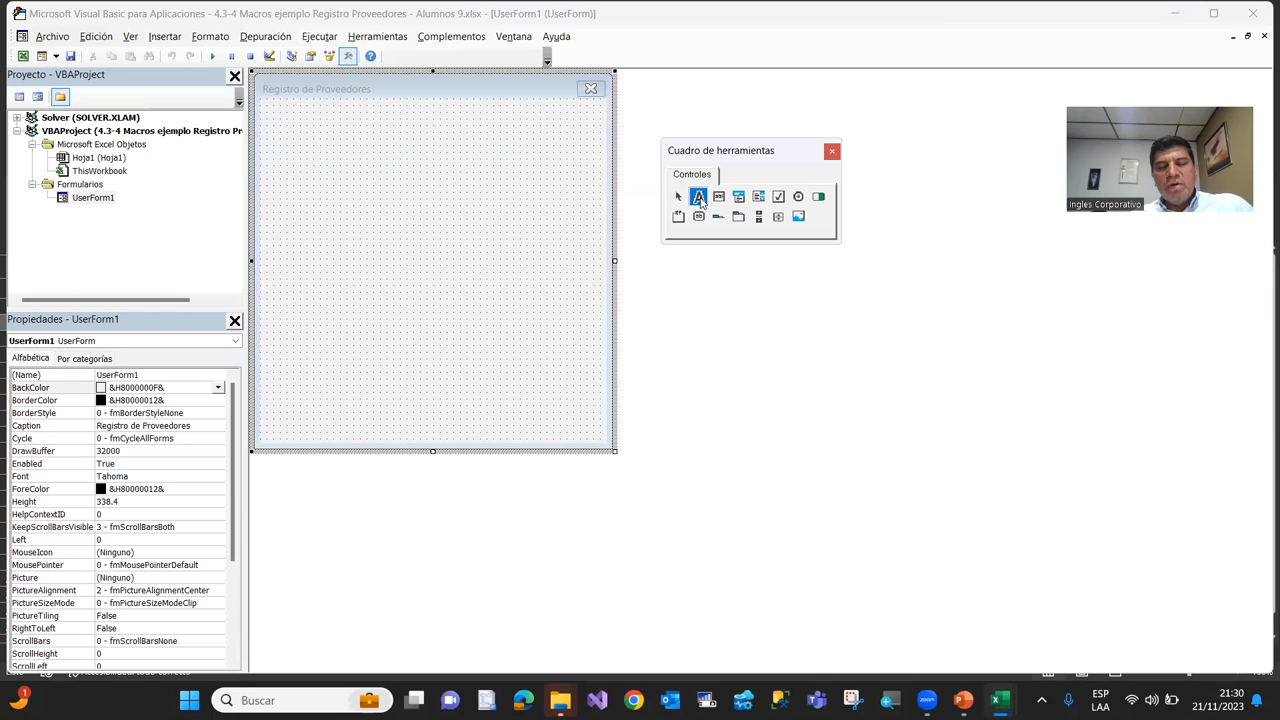 Microsoft Visual Basic para Aplicaciones - 4.3-4 Macros ejemplo Registro Proveedores - Alumnos 9.xlsx - [UserForm1 (UserForm)]
Archivo Edición Ver Insertar Formato Depuración Ejecutar Herramientas Complementos Ventana Ayuda
Proyecto - VBAProject
Solver (SOLVER.XLAM)
VBAProject (4.3-4 Macros ejemplo Registro Pr
Microsoft Excel Objetos
Hoja1 (Hoja1)
ThisWorkbook
Formularios
UserForm1
Registro de Proveedores
Cuadro de herramientas
Controles
Ingles Corporativo
Propiedades - UserForm1
UserForm1 UserForm
Alfabética Por categorías
(Name) UserForm1
BackColor &H8000000F&
BorderColor &H80000012&
BorderStyle 0 - fmBorderStyleNone
Caption Registro de Proveedores
Cycle 0 - fmCycleAllForms
DrawBuffer 32000
Enabled True
Font Tahoma
ForeColor &H80000012&
Height 338.4
HelpContextID 0
KeepScrollBarsVisible 3 - fmScrollBarsBoth
Left 0
MouseIcon (Ninguno)
MousePointer 0 - fmMousePointerDefault
Picture (Ninguno)
PictureAlignment 2 - fmPictureAlignmentCenter
PictureSizeMode 0 - fmPictureSizeModeClip
PictureTiling False
RightToLeft False
ScrollBars 0 - fmScrollBarsNone
ScrollHeight 0
ScrollLeft 0
1
Buscar
ESP
LAA
21:30
21/11/2023